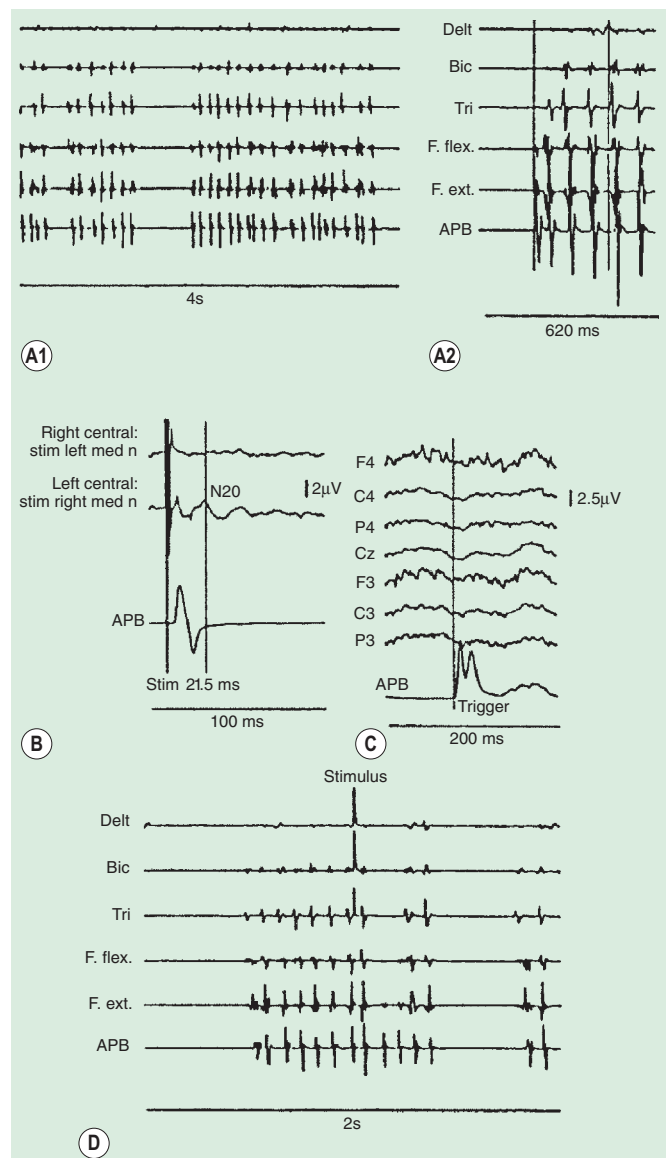 Delt
Bic
Tri
F. flex.
F. ext.
APB
4s
620 ms
A1
A2
Right central:
stim left med n
Left central:
stim right med n
N20
2µV
APB
Stim 21.5 ms
100 ms
B
F4
C4
P4
Cz
F3
C3
P3
2.5µV
APB
Trigger
200 ms
C
Stimulus
Delt
Bic
Tri
F. flex.
F. ext.
APB
2s
D